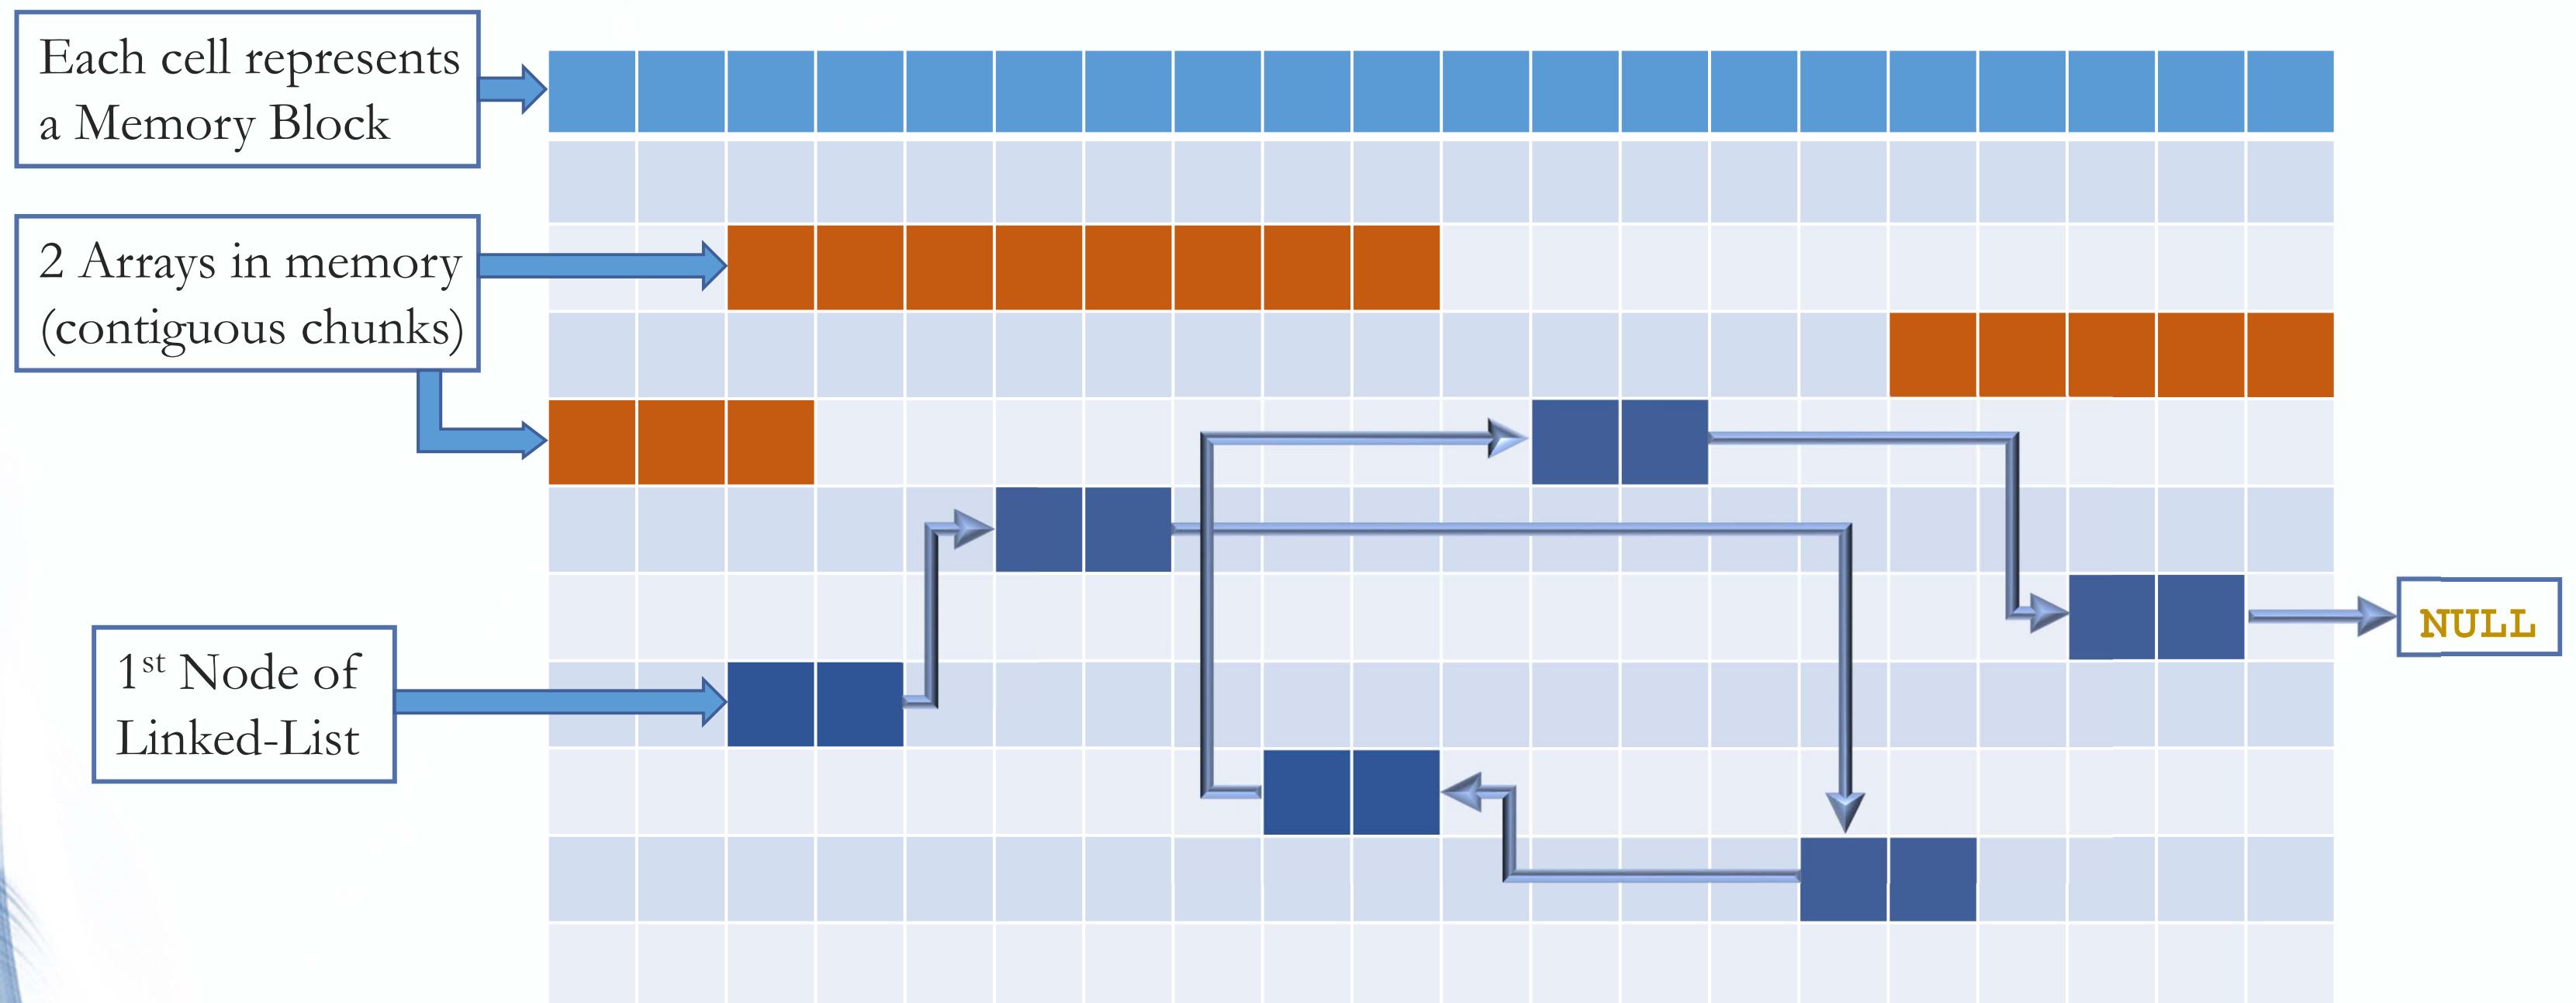 Each cell represents
a Memory Block
2 Arrays in memory
(contiguous chunks)
1st Node of
Linked-List
NULL